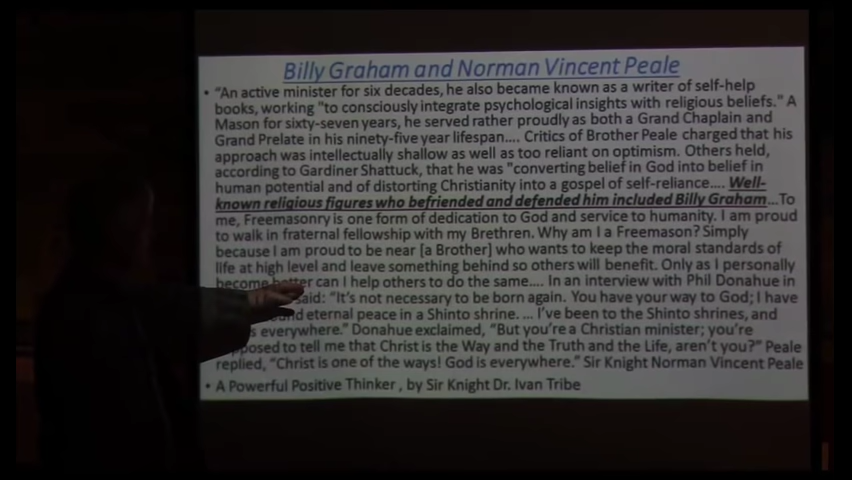 Billy Graham and Norman Vincent Peale
• "An active minister for six decades, he also became known as a writer of self-help
books, working "to consciously integrate psychological insights with religious beliefs." A
Mason for sixty-seven years, he served rather proudly as both a Grand Chaplain and
Grand Prelate in his ninety-five year lifespan…. Critics of Brother Peale charged that his
approach was intellectually shallow as well as too reliant on optimism. Others held,
according to Gardiner Shattuck, that he was "converting belief in God into belief in
human potential and of distorting Christianity into a gospel of self-reliance…. Well-
known religious figures who befriended and defended him included Billy Graham…To
me, Freemasonry is one form of dedication to God and service to humanity. I am proud
to walk in fraternal fellowship with my Brethren. Why am I a Freemason? Simply
because I am proud to be near [a Brother] who wants to keep the moral standards of
life at high level and leave something behind so others will benefit. Only as I personally
become better can I help others to do the same…. In an interview with Phil Donahue in
said: "It's not necessary to be born again. You have your way to God; I have
eternal peace in a Shinto shrine. … I've been to the Shinto shrines, and
everywhere." Donahue exclaimed, "But you're a Christian minister; you're
to tell me that Christ is the Way and the Truth and the Life, aren't you?" Peale
replied, "Christ is one of the ways! God is everywhere." Sir Knight Norman Vincent Peale
• A Powerful Positive Thinker , by Sir Knight Dr. Ivan Tribe